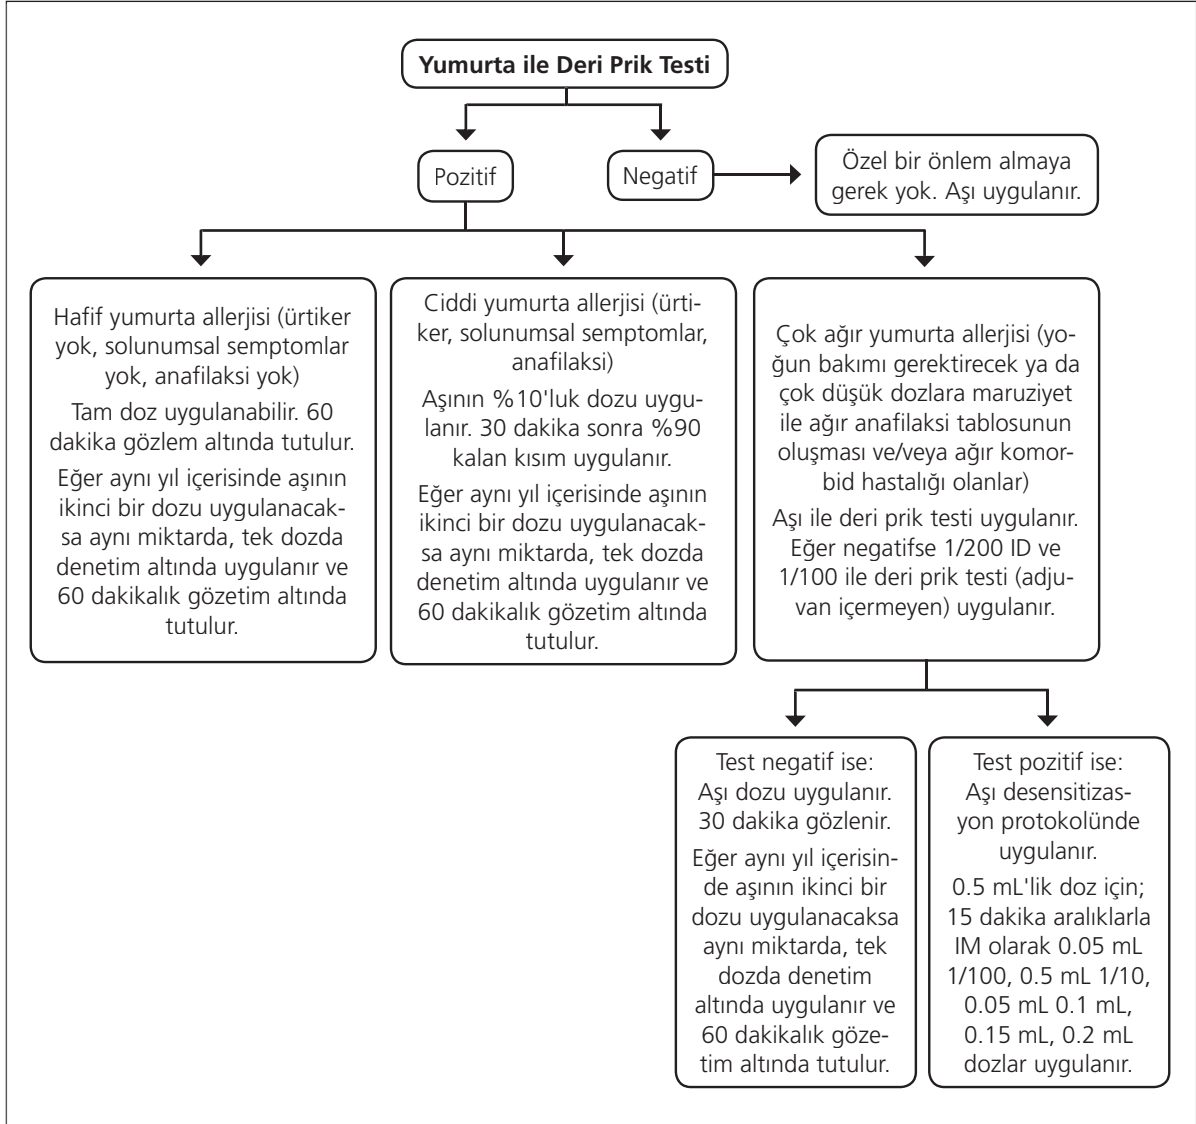 Yumurta ile Deri Prik Testi
Pozitif
Negatif
Özel bir önlem almaya
gerek yok. Aşı uygulanır.
Hafif yumurta allerjisi (ürtiker
yok, solunumsal semptomlar
yok, anafilaksi yok)
Tam doz uygulanabilir. 60
dakika gözlem altında tutulur.
Eğer aynı yıl içerisinde aşının
ikinci bir dozu uygulanacak-
sa aynı miktarda, tek dozda
denetim altında uygulanır ve
60 dakikalık gözetim altında
tutulur.
Ciddi yumurta allerjisi (ürti-
ker, solunumsal semptomlar,
anafilaksi)
Aşının %10'luk dozu uygu-
lanır. 30 dakika sonra %90
kalan kısım uygulanır.
Eğer aynı yıl içerisinde aşının
ikinci bir dozu uygulanacak-
sa aynı miktarda, tek dozda
denetim altında uygulanır ve
60 dakikalık gözetim altında
tutulur.
Çok ağır yumurta allerjisi (yo-
ğun bakımı gerektirecek ya da
çok düşük dozlara maruziyet
ile ağır anafilaksi tablosunun
oluşması ve/veya ağır komor-
bid hastalığı olanlar)
Aşı ile deri prik testi uygulanır.
Eğer negatifse 1/200 ID ve
1/100 ile deri prik testi (adju-
van içermeyen) uygulanır.
Test negatif ise:
Aşı dozu uygulanır.
30 dakika gözlenir.
Eğer aynı yıl içerisin-
de aşının ikinci bir
dozu uygulanacaksa
aynı miktarda, tek
dozda denetim
altında uygulanır ve
60 dakikalık göze-
tim altında tutulur.
Test pozitif ise:
Aşı desensitizas-
yon protokolünde
uygulanır.
0.5 mL'lik doz için;
15 dakika aralıklarla
IM olarak 0.05 mL
1/100, 0.5 mL 1/10,
0.05 mL 0.1 mL,
0.15 mL, 0.2 mL
dozlar uygulanır.